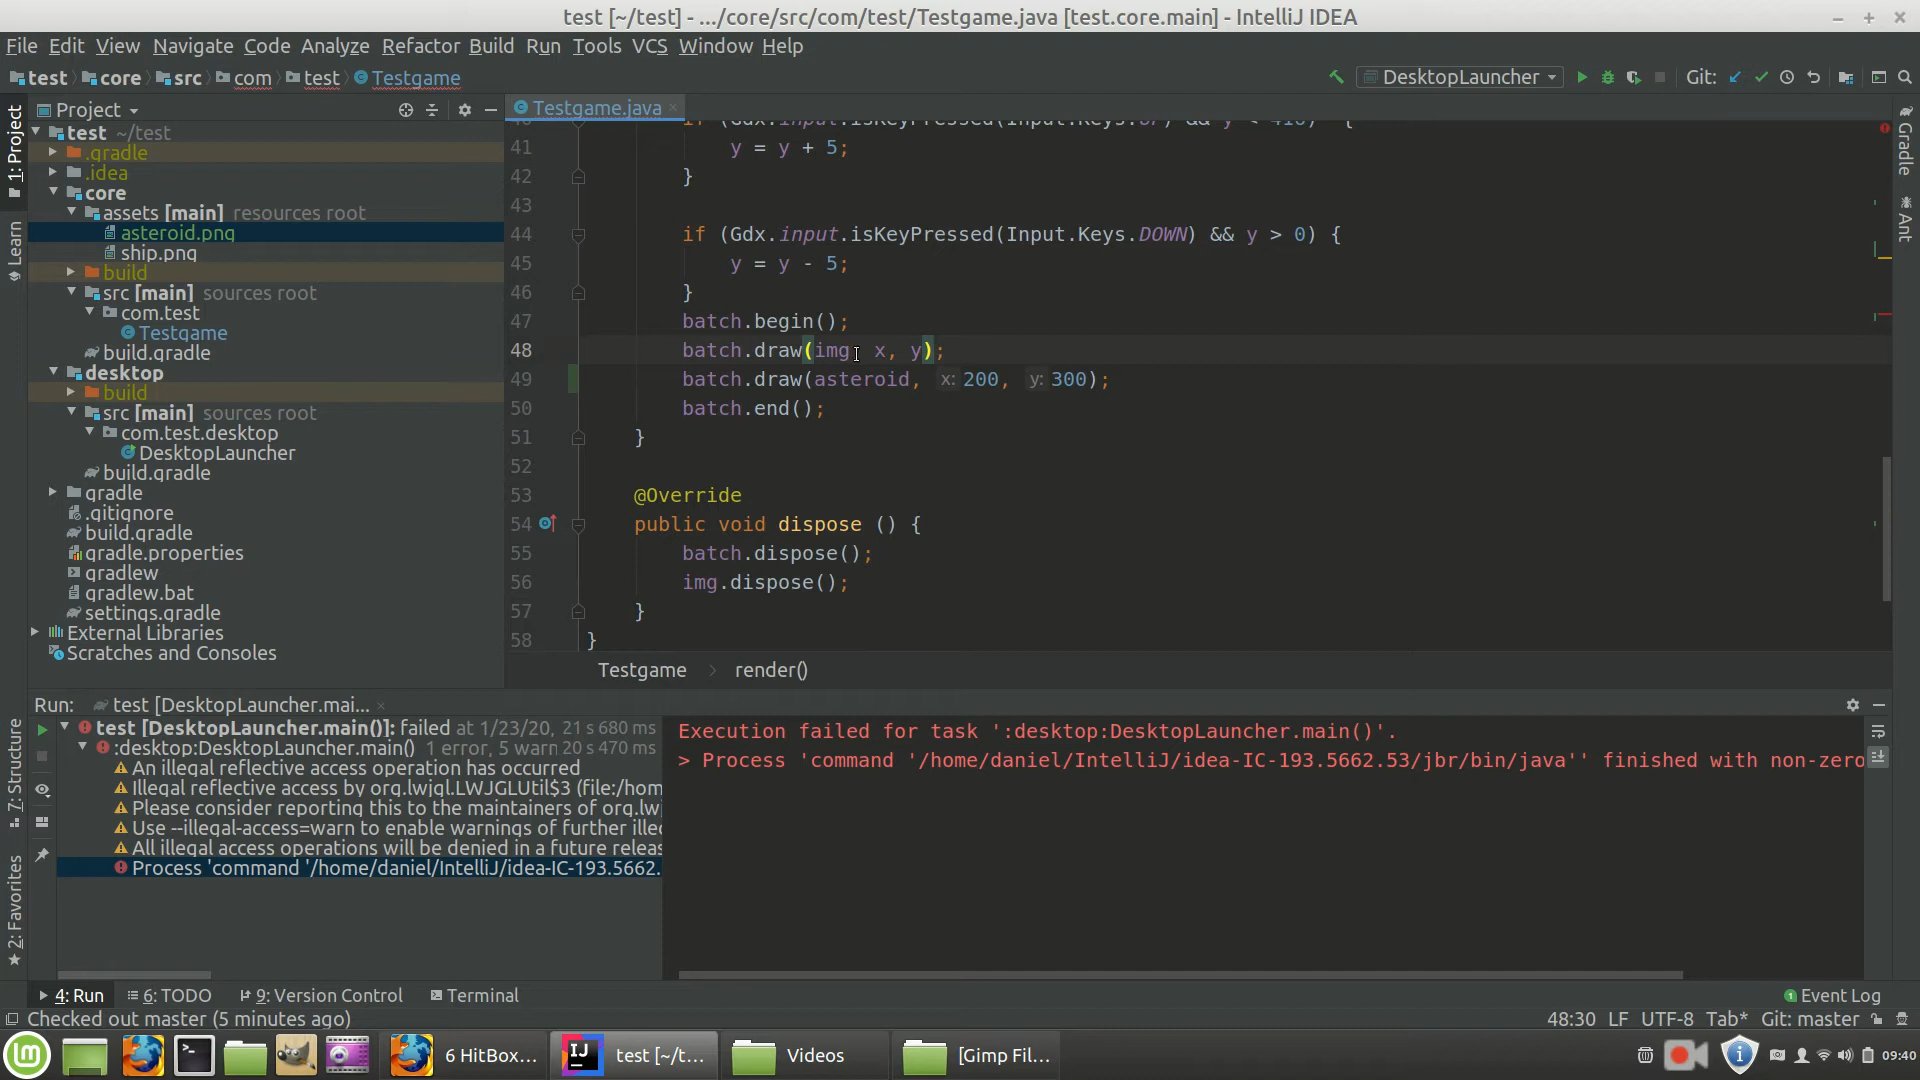 test [~/test] - .../core/src/com/test/Testgame.java [test.core.main] - IntelliJ IDEA
File Edit View Navigate Code Analyze Refactor Build Run Tools VCS Window Help
test core src com test Testgame
DesktopLauncher Git:
Project
Testgame.java
1: Project
Learn
7: Structure
2: Favorites
Gradle
Ant
test ~/test
.gradle
.idea
core
assets [main] resources root
asteroid.png
ship.png
build
src [main] sources root
com.test
Testgame
build.gradle
desktop
build
src [main] sources root
com.test.desktop
DesktopLauncher
build.gradle
gradle
.gitignore
build.gradle
gradle.properties
gradlew
gradlew.bat
settings.gradle
External Libraries
Scratches and Consoles
if (Gdx.input.isKeyPressed(Input.Keys.UP) && y < 416) {
41 y = y + 5;
42 }
43
44 if (Gdx.input.isKeyPressed(Input.Keys.DOWN) && y > 0) {
45 y = y - 5;
46 }
47 batch.begin();
48 batch.draw(img, x, y);
49 batch.draw(asteroid, x: 200, y: 300);
50 batch.end();
51 }
52
53 @Override
54 public void dispose () {
55 batch.dispose();
56 img.dispose();
57 }
58 }
Testgame > render()
Run: test [DesktopLauncher.mai...
test [DesktopLauncher.main()]: failed at 1/23/20, 21 s 680 ms
:desktop:DesktopLauncher.main() 1 error, 5 warn 20 s 470 ms
An illegal reflective access operation has occurred
Illegal reflective access by org.lwjgl.LWJGLUtil$3 (file:/hom
Please consider reporting this to the maintainers of org.lwj
Use --illegal-access=warn to enable warnings of further ille
All illegal access operations will be denied in a future relea
Process 'command '/home/daniel/IntelliJ/idea-IC-193.5662.
Execution failed for task ':desktop:DesktopLauncher.main()'.
> Process 'command '/home/daniel/IntelliJ/idea-IC-193.5662.53/jbr/bin/java'' finished with non-zero
4: Run 6: TODO 9: Version Control Terminal 1 Event Log
Checked out master (5 minutes ago) 48:30 LF UTF-8 Tab* Git: master
6 HitBox... test [~/t... Videos [Gimp Fil... 09:40